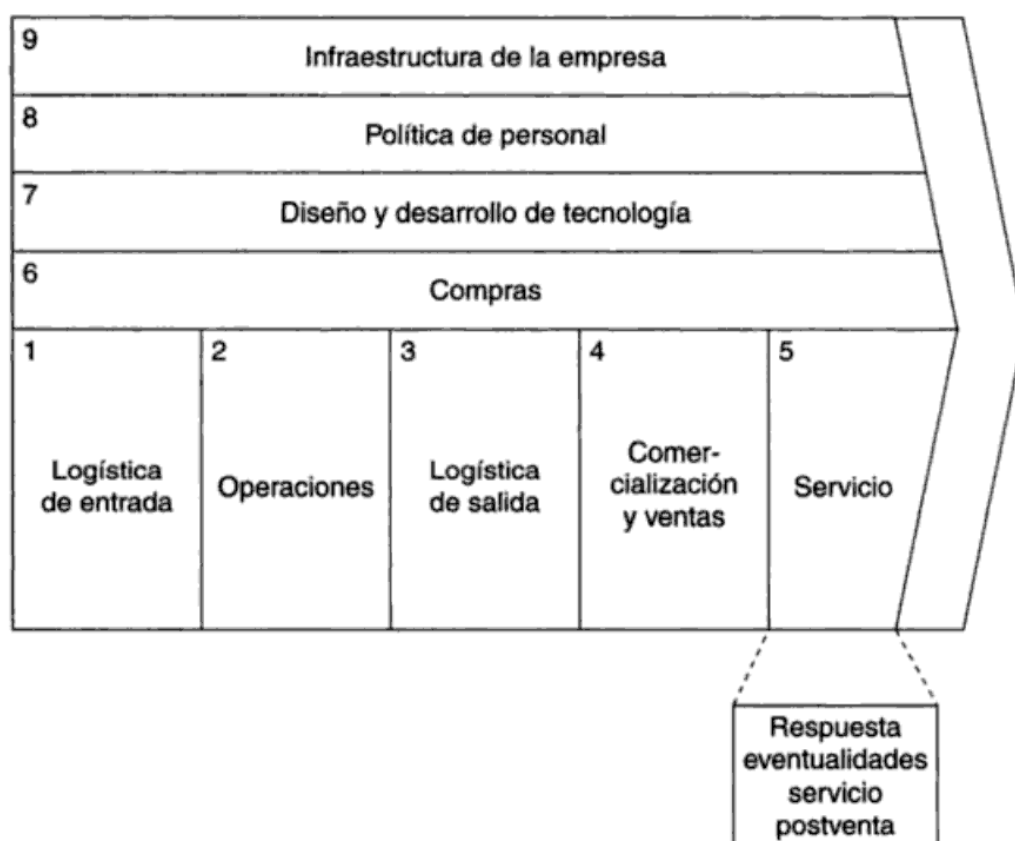 9
Infraestructura de la empresa
8
Política de personal
7
Diseño y desarrollo de tecnología
6
Compras
1
Logística
de entrada
2
Operaciones
3
Logística
de salida
4
Comer-
cialización
y ventas
5
Servicio
Respuesta
eventualidades
servicio
postventa